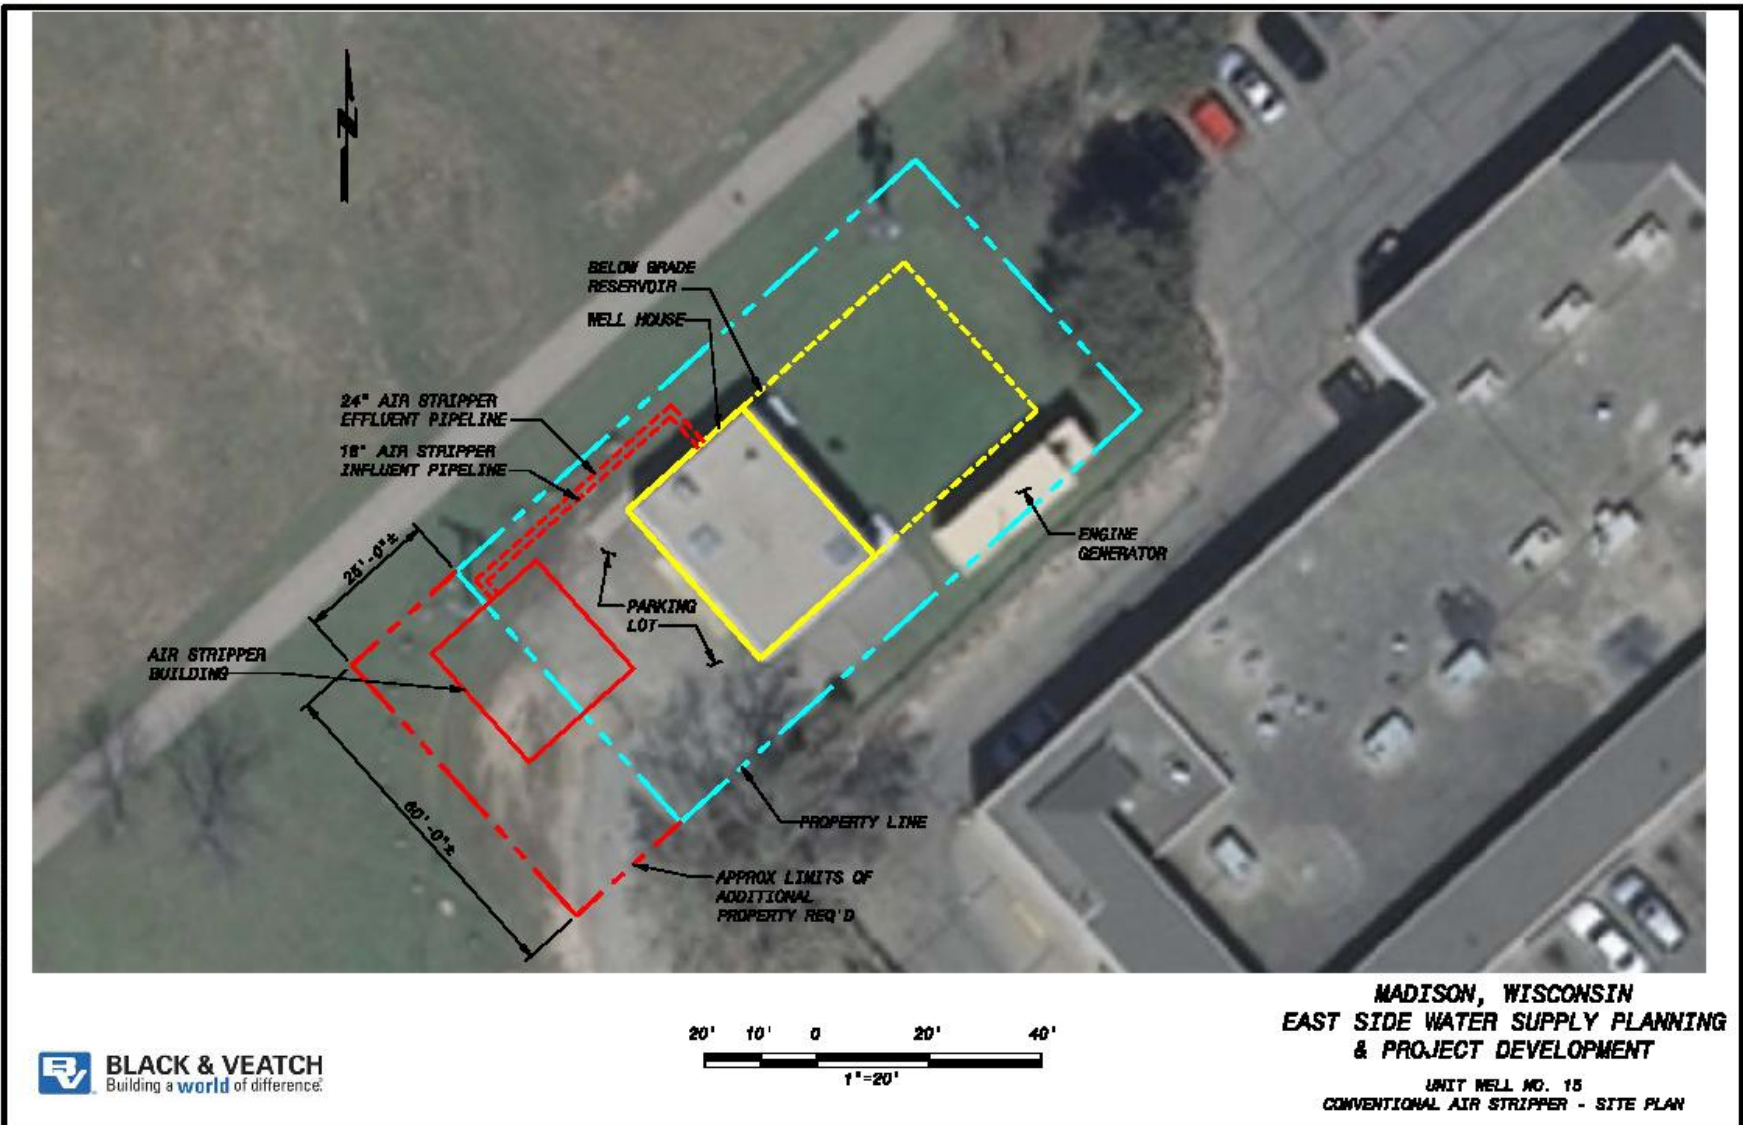 N
BELOW GRADE
RESERVOIR
WELL HOUSE
24" AIR STRIPPER
EFFLUENT PIPELINE
18" AIR STRIPPER
INFLUENT PIPELINE
25'-0"±
ENGINE
GENERATOR
PARKING
LOT
AIR STRIPPER
BUILDING
60'-0"±
PROPERTY LINE
APPROX LIMITS OF
ADDITIONAL
PROPERTY REQ'D
MADISON, WISCONSIN
EAST SIDE WATER SUPPLY PLANNING
& PROJECT DEVELOPMENT
UNIT WELL NO. 15
CONVENTIONAL AIR STRIPPER - SITE PLAN
20' 10' 0 20' 40'
1"=20'
BV
BLACK & VEATCH
Building a world of difference.